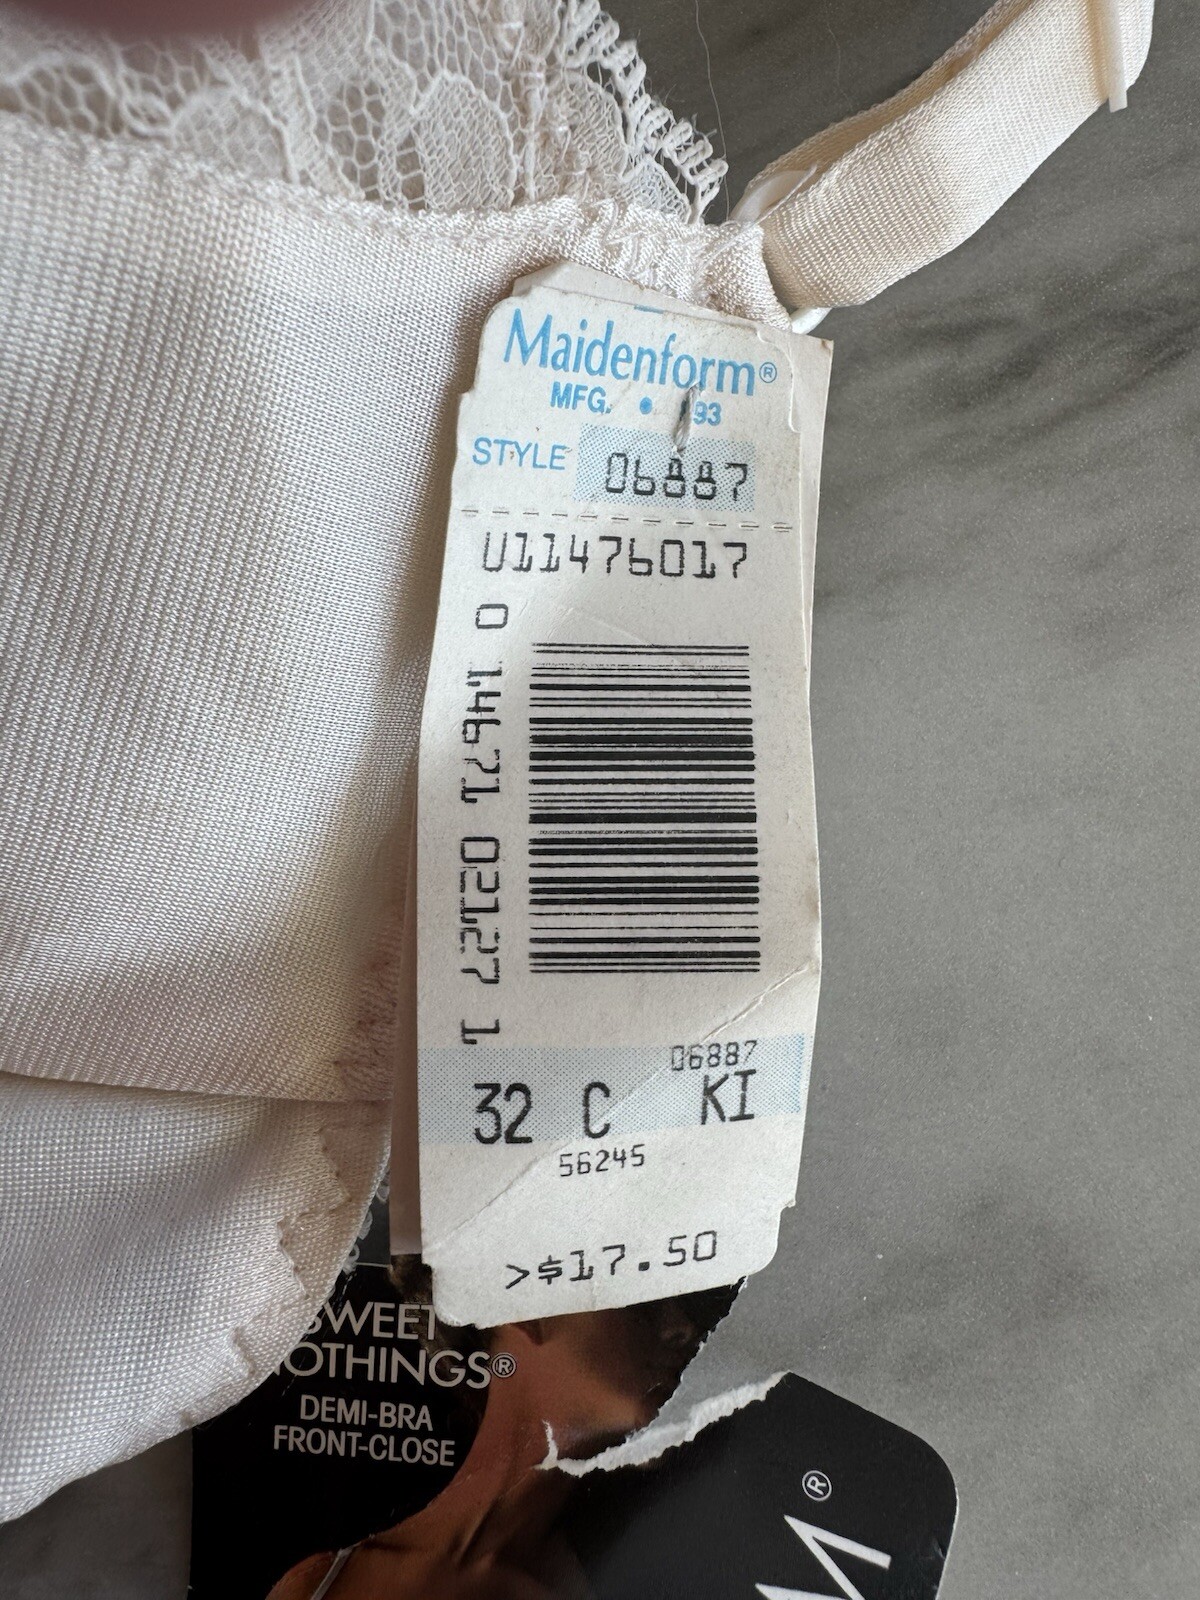 Maidenform®
MFG. • 93
STYLE 06887
U11476017
0 14671 02127 1
06887
32 C KI
56245
>$17.50
SWEET
NOTHINGS®
DEMI-BRA
FRONT-CLOSE
M®